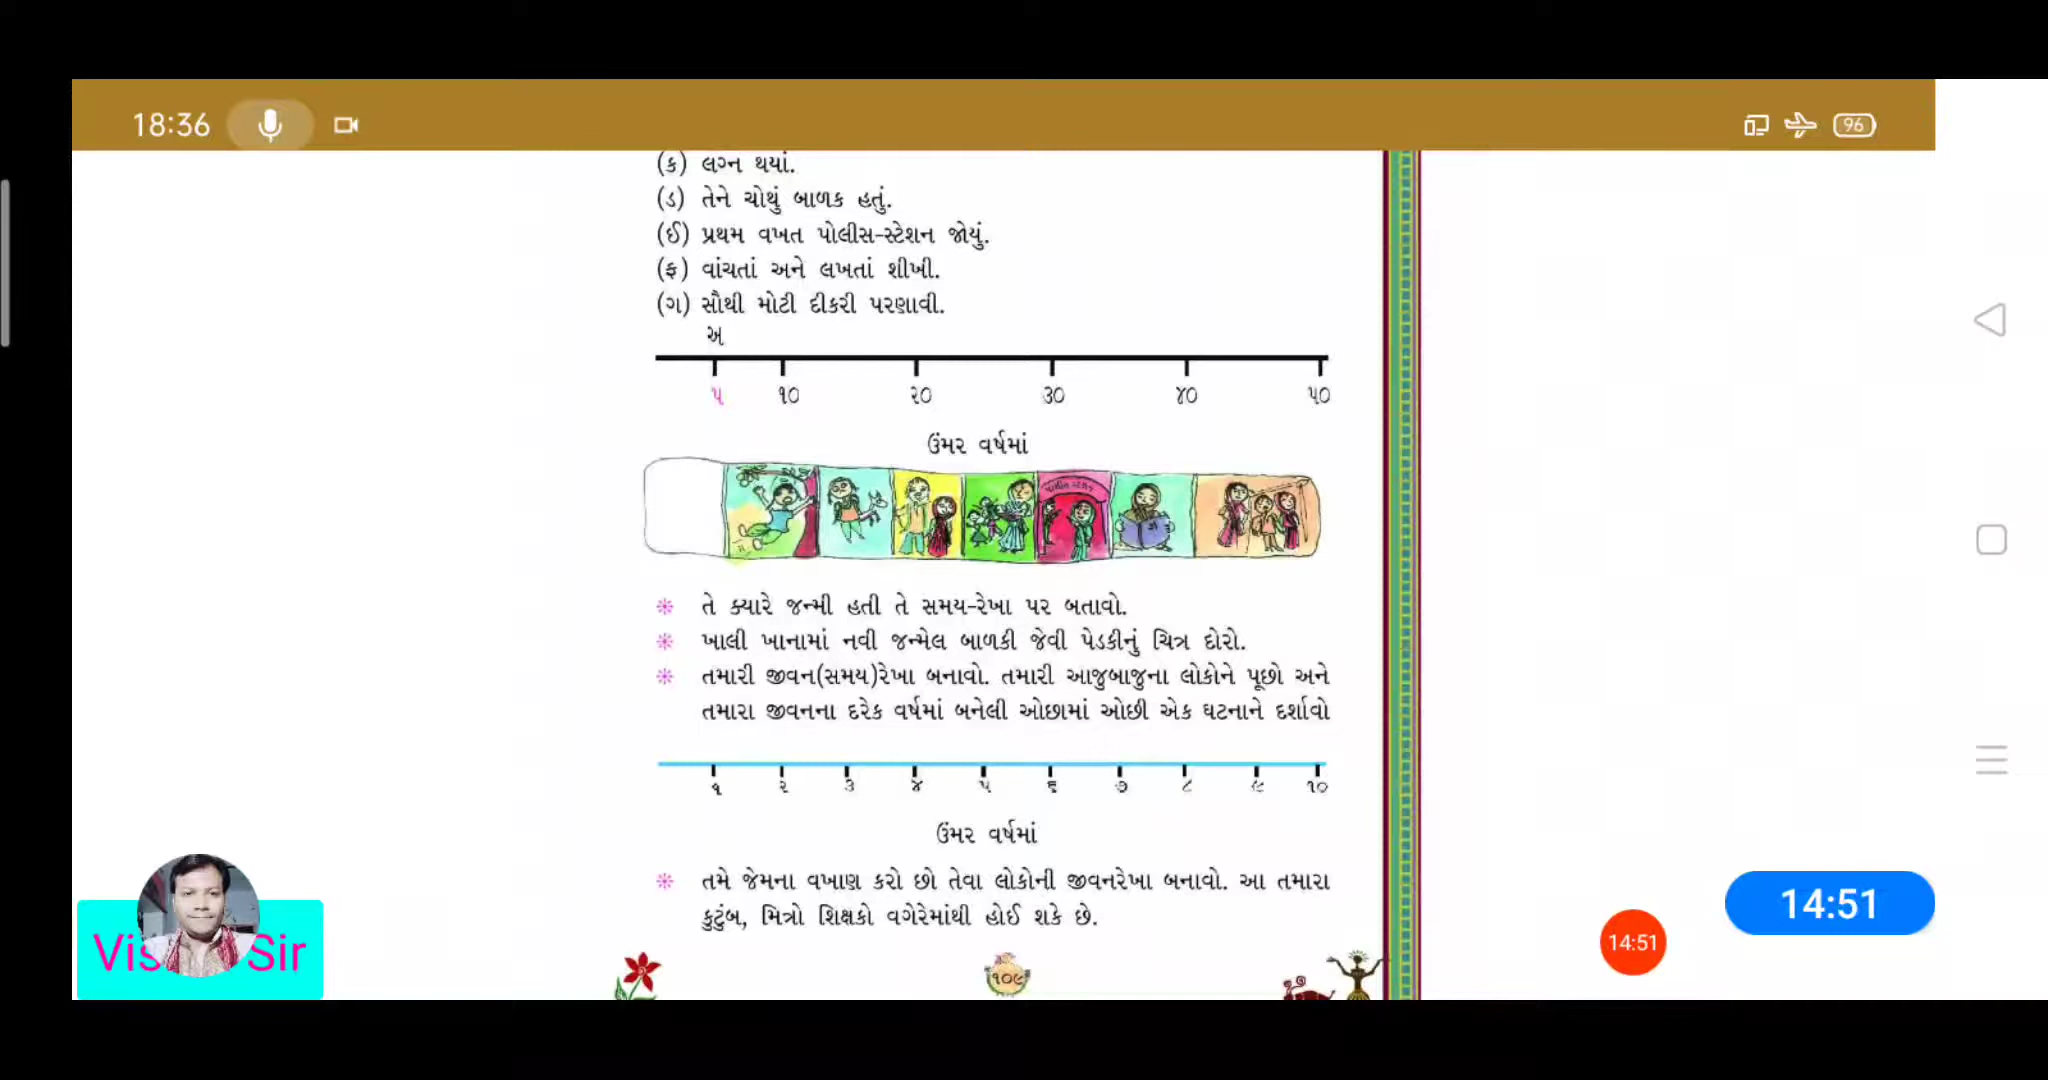 18:36
96
(ક) લગ્ન થયાં.
(ડ) તેને ચોથું બાળક હતું.
(ઈ) પ્રથમ વખત પોલીસ-સ્ટેશન જોયું.
(ફ) વાંચતાં અને લખતાં શીખી.
(ગ) સૌથી મોટી દીકરી પરણાવી.
અ
૫ ૧૦ ૨૦ ૩૦ ૪૦ ૫૦
ઉંમર વર્ષમાં
તે ક્યારે જન્મી હતી તે સમય-રેખા પર બતાવો.
ખાલી ખાનામાં નવી જન્મેલ બાળકી જેવી પેડકીનું ચિત્ર દોરો.
તમારી જીવન(સમય)રેખા બનાવો. તમારી આજુબાજુના લોકોને પૂછો અને
તમારા જીવનના દરેક વર્ષમાં બનેલી ઓછામાં ઓછી એક ઘટનાને દર્શાવો
૧ ૨ ૩ ૪ ૫ ૬ ૭ ૮ ૯ ૧૦
ઉંમર વર્ષમાં
તમે જેમના વખાણ કરો છો તેવા લોકોની જીવનરેખા બનાવો. આ તમારા
કુટુંબ, મિત્રો શિક્ષકો વગેરેમાંથી હોઈ શકે છે.
૧૦૯
Sir
14:51
14:51